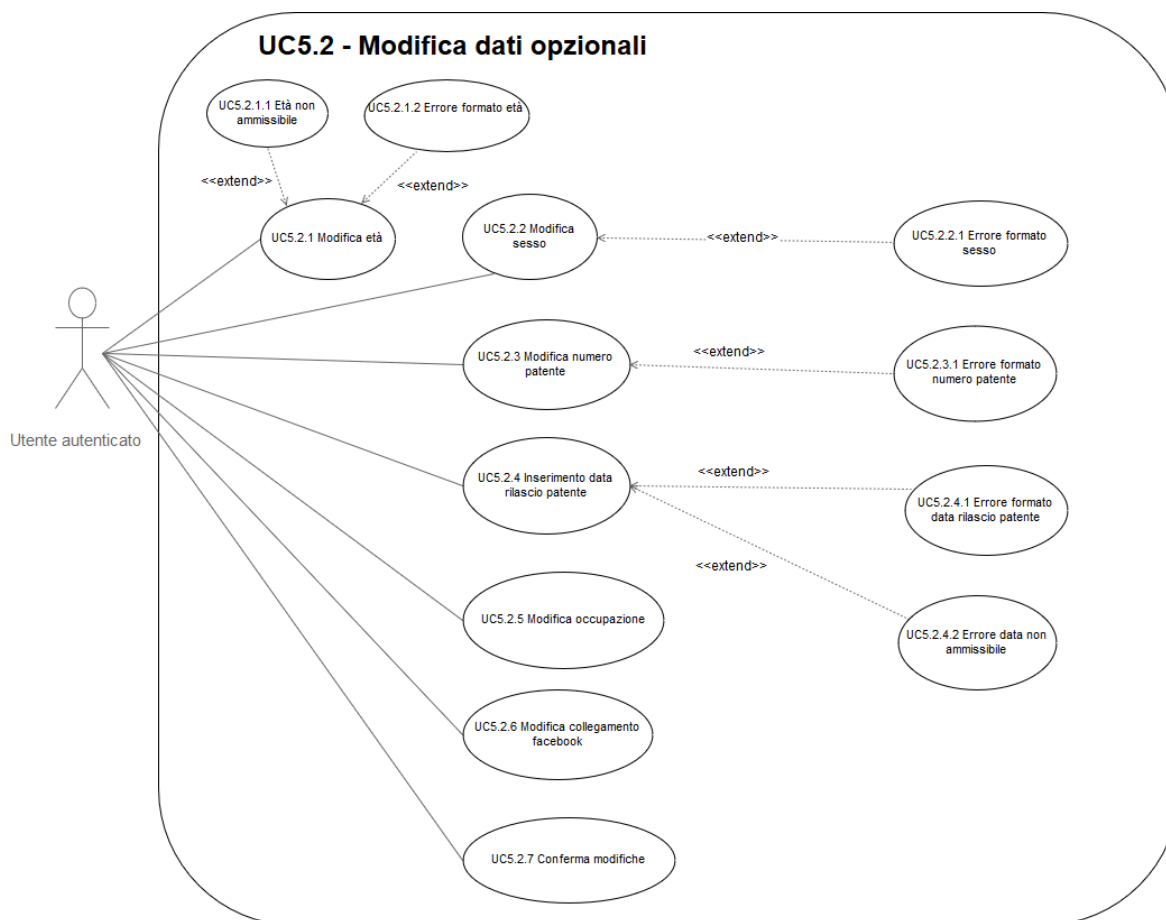 UC5.2 - Modifica dati opzionali
UC5.2.1.1 Età non
ammissibile
UC5.2.1.2 Errore formato età
<<extend>>
<<extend>>
UC5.2.1 Modifica età
UC5.2.2 Modifica
sesso
<<extend>>
UC5.2.2.1 Errore formato
sesso
UC5.2.3 Modifica numero
patente
<<extend>>
UC5.2.3.1 Errore formato
numero patente
Utente autenticato
UC5.2.4 Inserimento data
rilascio patente
<<extend>>
UC5.2.4.1 Errore formato
data rilascio patente
<<extend>>
UC5.2.5 Modifica occupazione
UC5.2.4.2 Errore data non
ammissibile
UC5.2.6 Modifica collegamento
facebook
UC5.2.7 Conferma modifiche